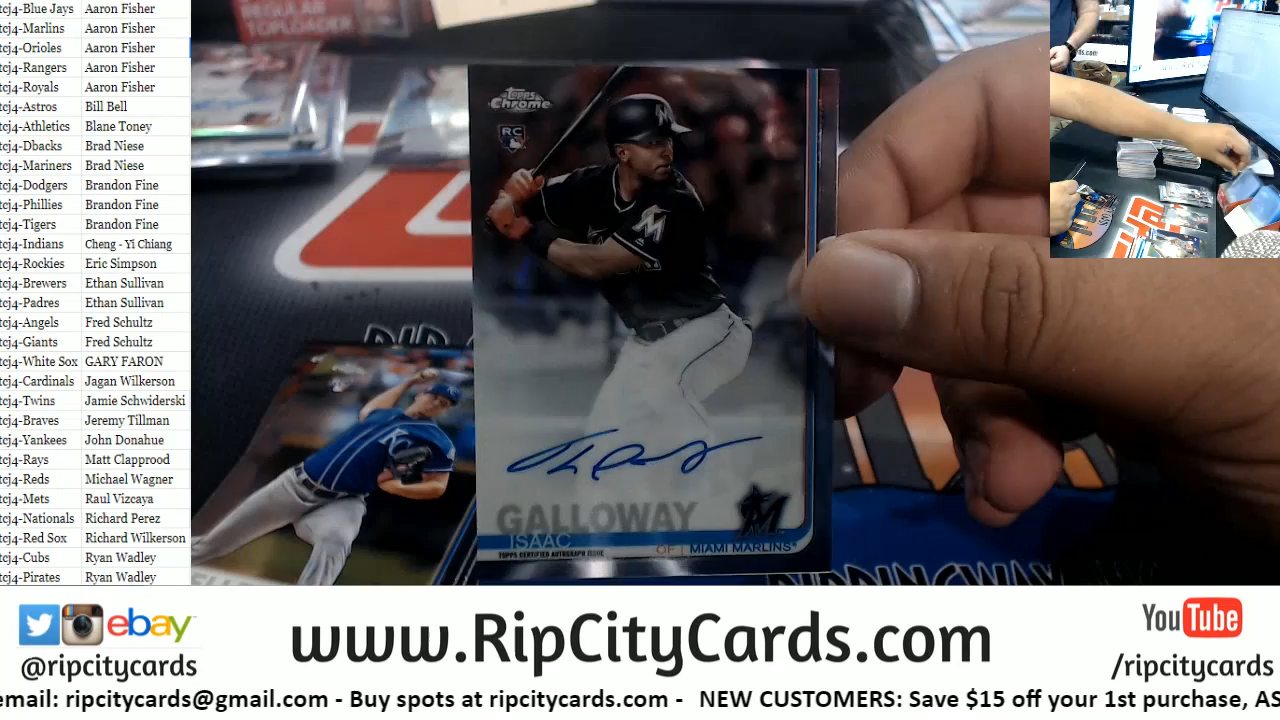 tcj4-Blue Jays Aaron Fisher
tcj4-Marlins Aaron Fisher
tcj4-Orioles Aaron Fisher
tcj4-Rangers Aaron Fisher
tcj4-Royals Aaron Fisher
tcj4-Astros Bill Bell
tcj4-Athletics Blane Toney
tcj4-Dbacks Brad Niese
tcj4-Mariners Brad Niese
tcj4-Dodgers Brandon Fine
tcj4-Phillies Brandon Fine
tcj4-Tigers Brandon Fine
tcj4-Indians Cheng - Yi Chiang
tcj4-Rockies Eric Simpson
tcj4-Brewers Ethan Sullivan
tcj4-Padres Ethan Sullivan
tcj4-Angels Fred Schultz
tcj4-Giants Fred Schultz
tcj4-White Sox GARY FARON
tcj4-Cardinals Jagan Wilkerson
tcj4-Twins Jamie Schwiderski
tcj4-Braves Jeremy Tillman
tcj4-Yankees John Donahue
tcj4-Rays Matt Clapprood
tcj4-Reds Michael Wagner
tcj4-Mets Raul Vizcaya
tcj4-Nationals Richard Perez
tcj4-Red Sox Richard Wilkerson
tcj4-Cubs Ryan Wadley
tcj4-Pirates Ryan Wadley
REGULAR
TOPLOADER
Topps
Chrome
RC
M
KC
GALLOWAY
ISAAC
TOPPS CERTIFIED AUTOGRAPH ISSUE
OF | MIAMI MARLINS
ds.com
ebay
@ripcitycards
www.RipCityCards.com
YouTube
/ripcitycards
email: ripcitycards@gmail.com - Buy spots at ripcitycards.com - NEW CUSTOMERS: Save $15 off your 1st purchase, AS